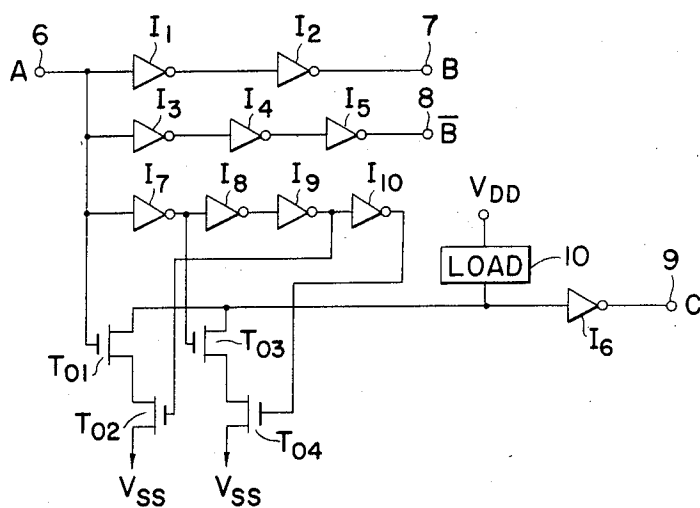 6 I1 I2 7
A B
I3 I4 I5 8
B̅
I7 I8 I9 I10
VDD
LOAD 10 9
C
I6
T01 T03
T02 T04
VSS VSS